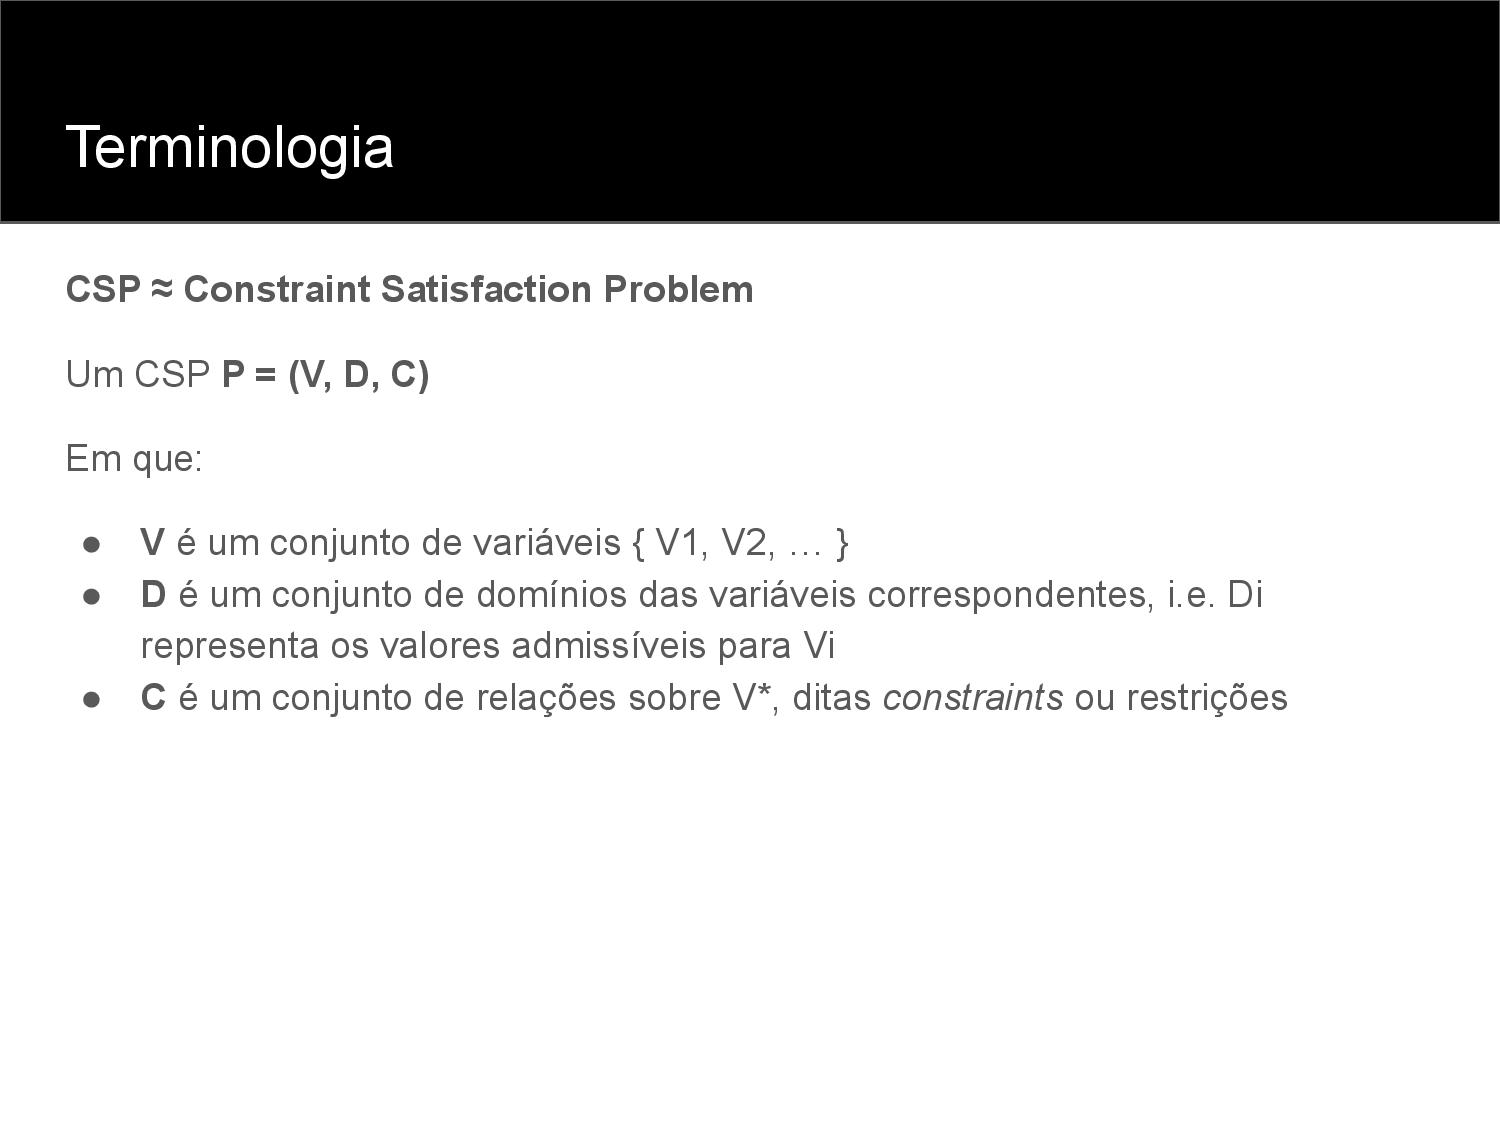 Terminologia
CSP ≈ Constraint Satisfaction Problem
Um CSP P = (V, D, C)
Em que:
● V é um conjunto de variáveis { V1, V2, … }
● D é um conjunto de domínios das variáveis correspondentes, i.e. Di
representa os valores admissíveis para Vi
● C é um conjunto de relações sobre V*, ditas constraints ou restrições